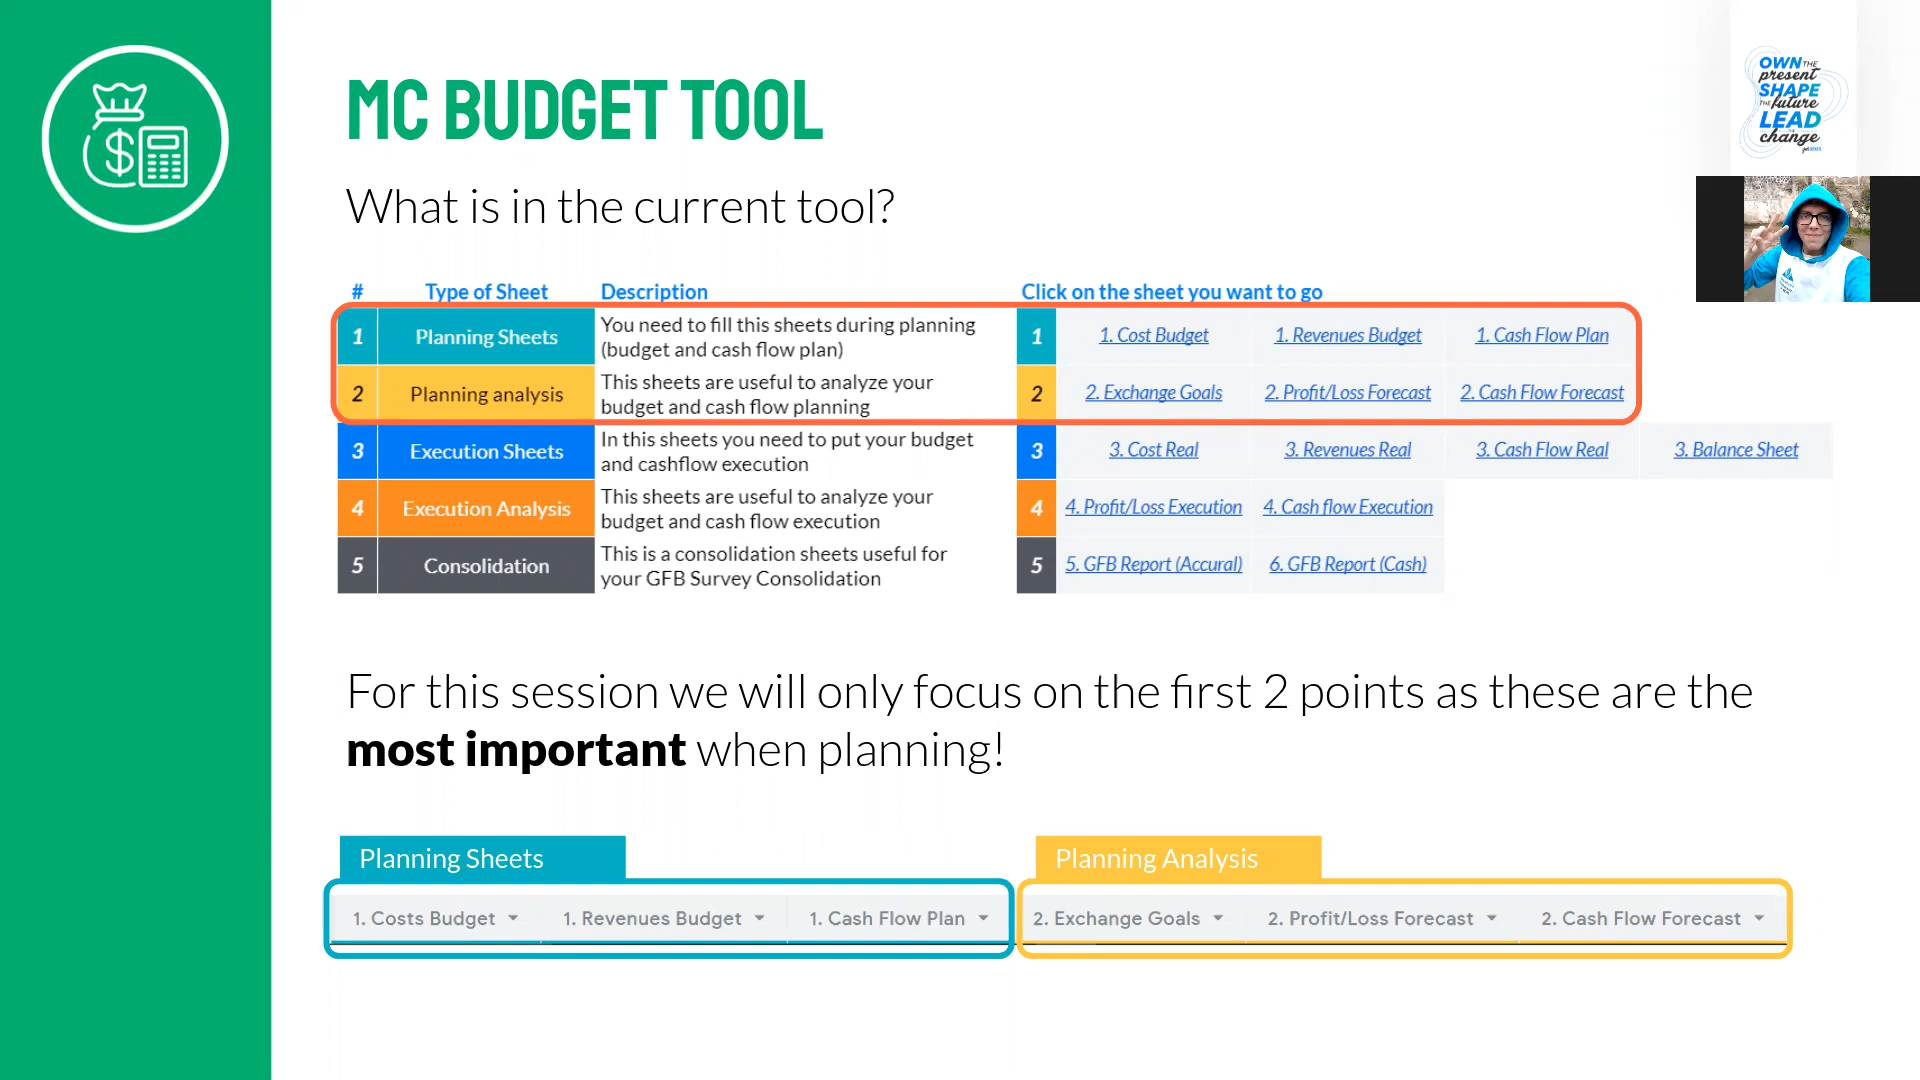 MC BUDGET TOOL
OWN THE
present
SHAPE
THE future
LEAD
THE
change
What is in the current tool?
# Type of Sheet Description Click on the sheet you want to go
1 Planning Sheets You need to fill this sheets during planning
(budget and cash flow plan)
1 1. Cost Budget 1. Revenues Budget 1. Cash Flow Plan
2 Planning analysis This sheets are useful to analyze your
budget and cash flow planning
2 2. Exchange Goals 2. Profit/Loss Forecast 2. Cash Flow Forecast
3 Execution Sheets In this sheets you need to put your budget
and cashflow execution
3 3. Cost Real 3. Revenues Real 3. Cash Flow Real 3. Balance Sheet
4 Execution Analysis This sheets are useful to analyze your
budget and cash flow execution
4 4. Profit/Loss Execution 4. Cash flow Execution
5 Consolidation This is a consolidation sheets useful for
your GFB Survey Consolidation
5 5. GFB Report (Accural) 6. GFB Report (Cash)
For this session we will only focus on the first 2 points as these are the
most important when planning!
Planning Sheets
1. Costs Budget 1. Revenues Budget 1. Cash Flow Plan
Planning Analysis
2. Exchange Goals 2. Profit/Loss Forecast 2. Cash Flow Forecast